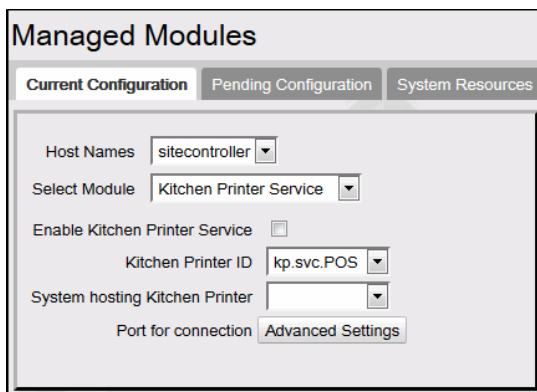 Managed Modules
Current Configuration Pending Configuration System Resources
Host Names sitecontroller
Select Module Kitchen Printer Service
Enable Kitchen Printer Service
Kitchen Printer ID kp.svc.POS
System hosting Kitchen Printer
Port for connection Advanced Settings